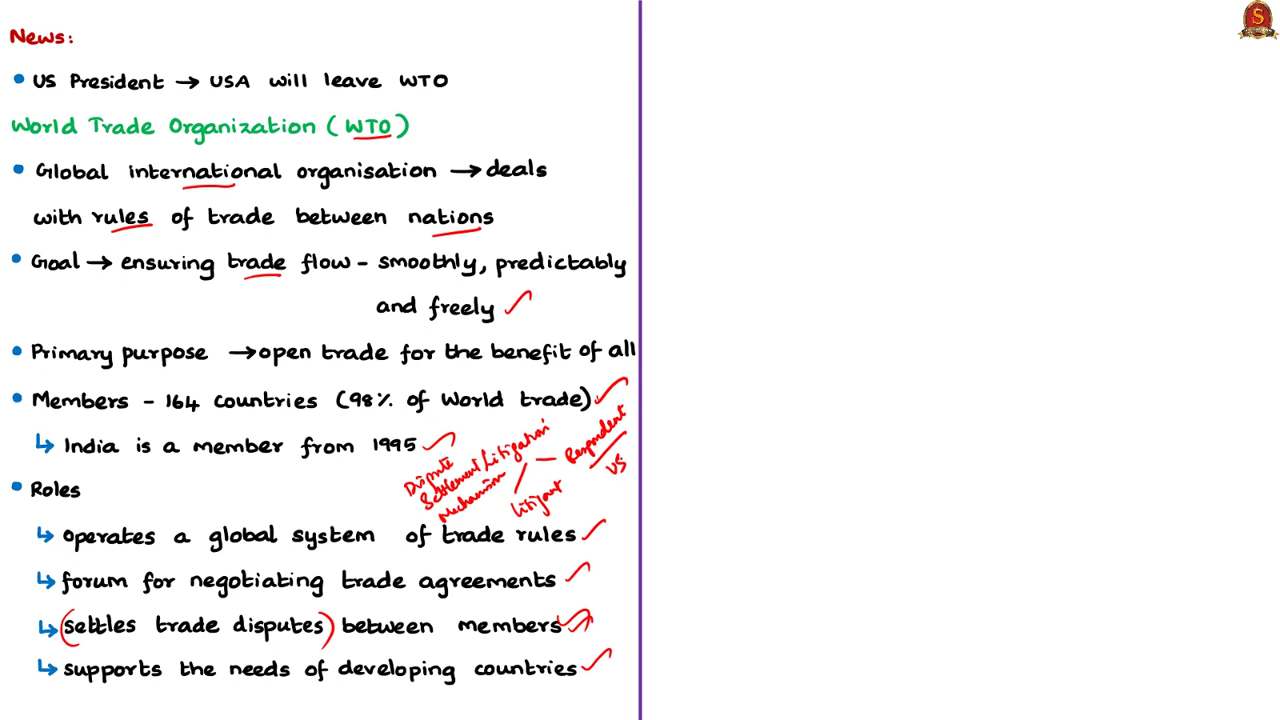 News:
• US President → USA will leave WTO
World Trade Organization (WTO)
• Global international organisation → deals
with rules of trade between nations
• Goal → ensuring trade flow - smoothly, predictably
and freely
• Primary purpose → open trade for the benefit of all
• Members - 164 countries (98% of World trade)
↳ India is a member from 1995
Dispute
Settlement Litigation
Mechanism
Respondent
US
Litigant
• Roles
↳ operates a global system of trade rules
↳ forum for negotiating trade agreements
↳ (settles trade disputes) between members
↳ supports the needs of developing countries
S